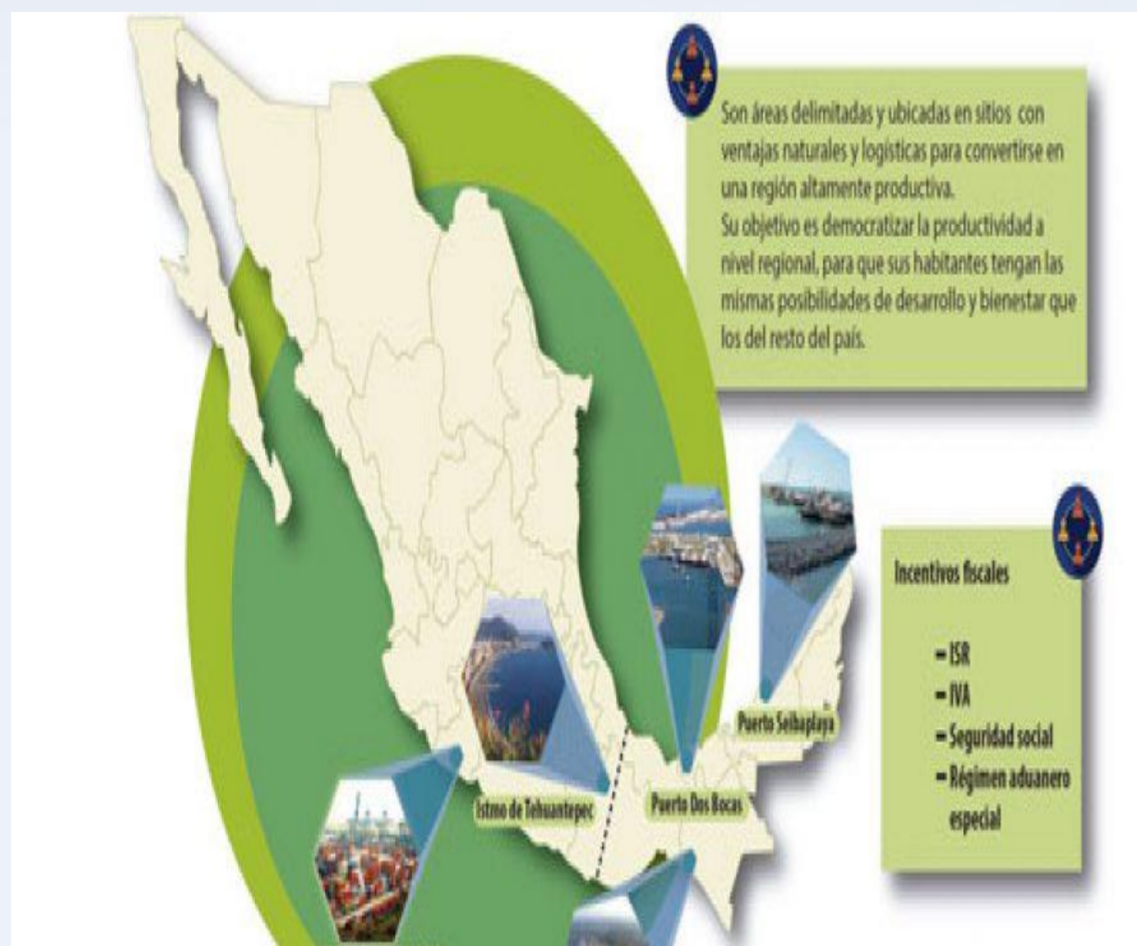 Son áreas delimitadas y ubicadas en sitios con
ventajas naturales y logísticas para convertirse en
una región altamente productiva.
Su objetivo es democratizar la productividad a
nivel regional, para que sus habitantes tengan las
mismas posibilidades de desarrollo y bienestar que
los del resto del país.
Incentivos fiscales
- ISR
- IVA
- Seguridad social
- Régimen aduanero
especial
Puerto Seibaplaya
Istmo de Tehuantepec
Puerto Dos Bocas